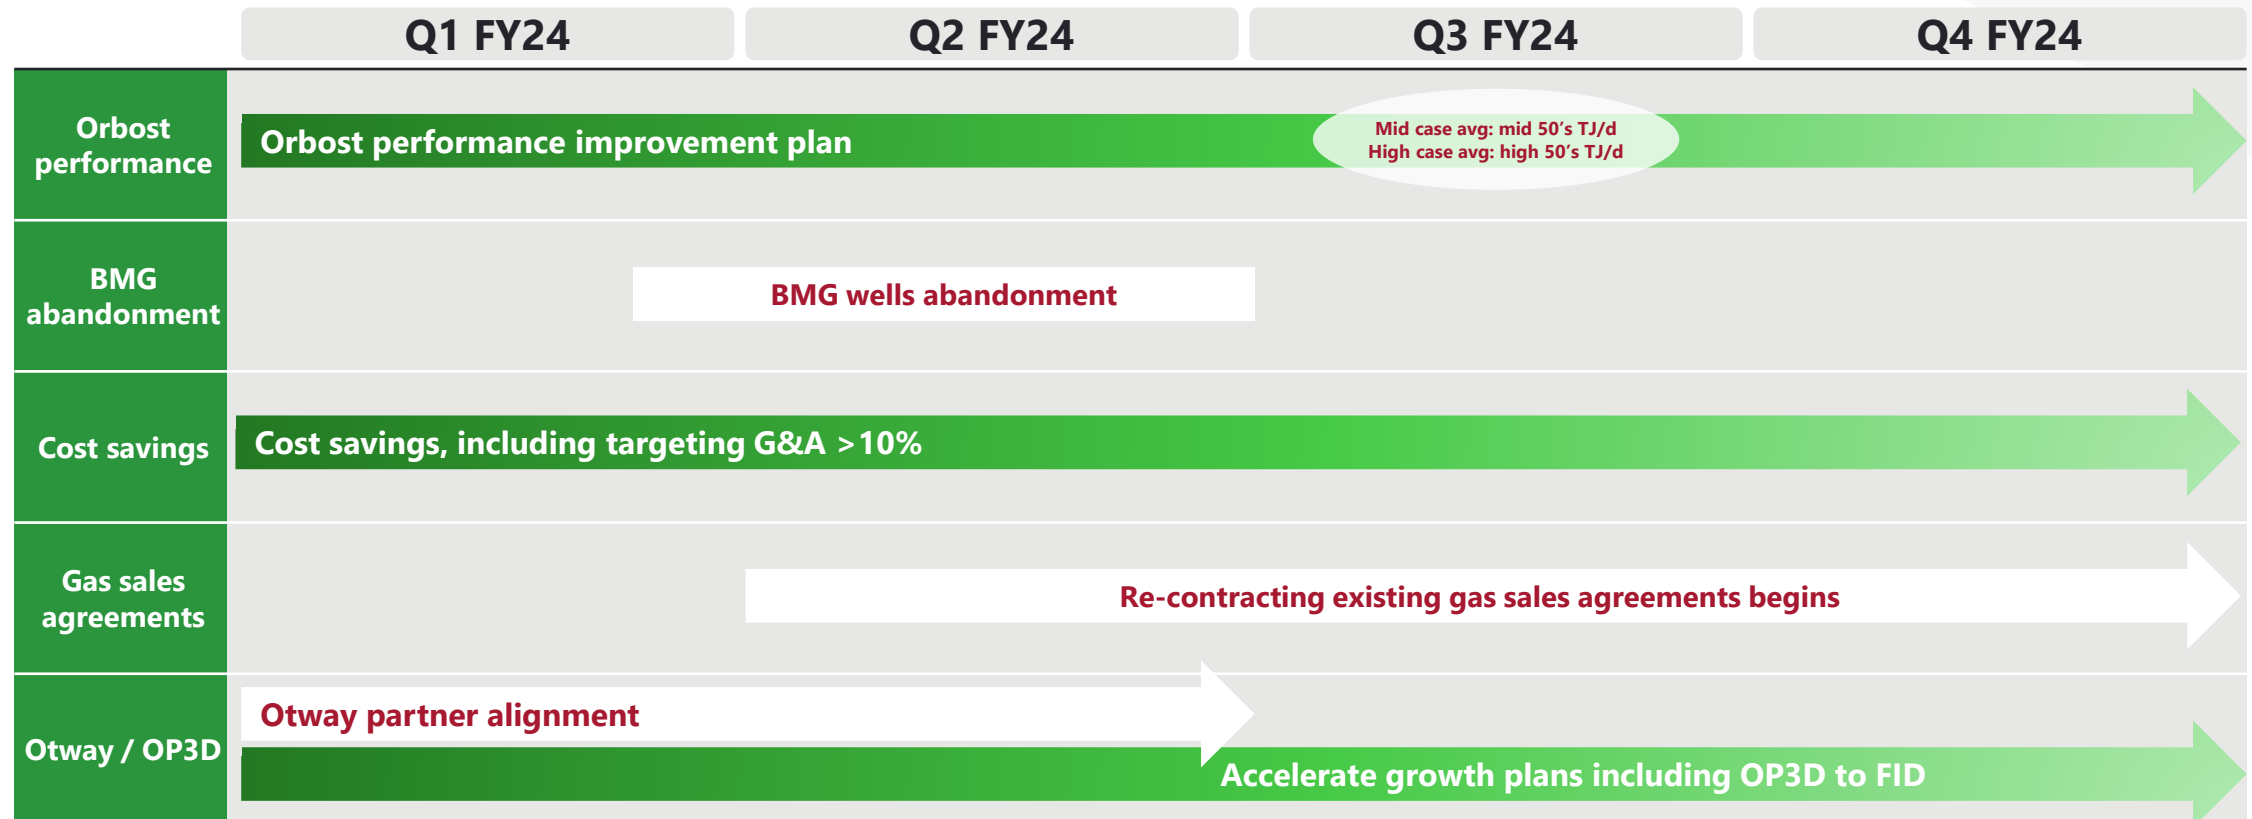 Q1 FY24
Q2 FY24
Q3 FY24
Q4 FY24
Orbost
performance
Orbost performance improvement plan
Mid case avg: mid 50’s TJ/d
High case avg: high 50’s TJ/d
BMG
abandonment
BMG wells abandonment
Cost savings
Cost savings, including targeting G&A >10%
Gas sales
agreements
Re-contracting existing gas sales agreements begins
Otway / OP3D
Otway partner alignment
Accelerate growth plans including OP3D to FID